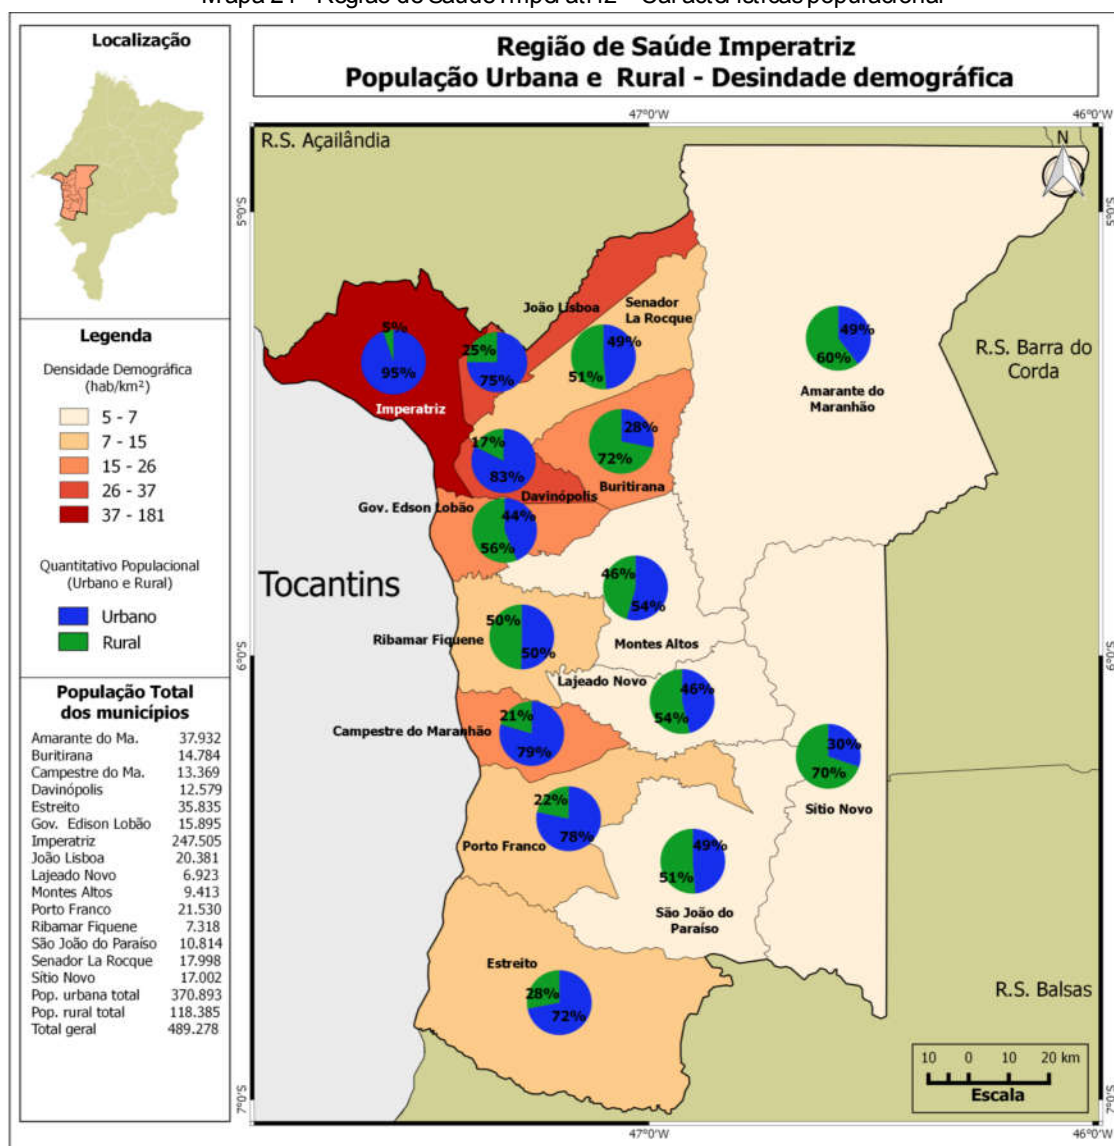 Mapa 21 - Região de Saúde Imperatriz - Características populacional
Localização
Região de Saúde Imperatriz
População Urbana e Rural - Desindade demográfica
47°0'W
46°0'W
R.S. Açailândia
N
5°0'S
5°0'S
João Lisboa
Senador
La Rocque
5%
95%
Imperatriz
25%
75%
49%
51%
49%
60%
Amarante do
Maranhão
R.S. Barra do
Corda
Legenda
Densidade Demográfica
(hab/km²)
5 - 7
7 - 15
15 - 26
26 - 37
37 - 181
Quantitativo Populacional
(Urbano e Rural)
Urbano
Rural
17%
83%
Davinópolis
28%
72%
Buritirana
Gov. Edson Lobão
44%
56%
Tocantins
46%
54%
Montes Altos
50%
50%
Ribamar Fiquene
6°0'S
6°0'S
Lajeado Novo
46%
54%
Campestre do Maranhão
21%
79%
30%
70%
Sítio Novo
22%
78%
Porto Franco
49%
51%
São João do
Paraíso
Estreito
28%
72%
R.S. Balsas
População Total
dos municípios
Amarante do Ma. 37.932
Buritirana 14.784
Campestre do Ma. 13.369
Davinópolis 12.579
Estreito 35.835
Gov. Edison Lobão 15.895
Imperatriz 247.505
João Lisboa 20.381
Lajeado Novo 6.923
Montes Altos 9.413
Porto Franco 21.530
Ribamar Fiquene 7.318
São João do Paraíso 10.814
Senador La Rocque 17.998
Sítio Novo 17.002
Pop. urbana total 370.893
Pop. rural total 118.385
Total geral 489.278
10 0 10 20 km
Escala
7°0'S
7°0'S
47°0'W
46°0'W